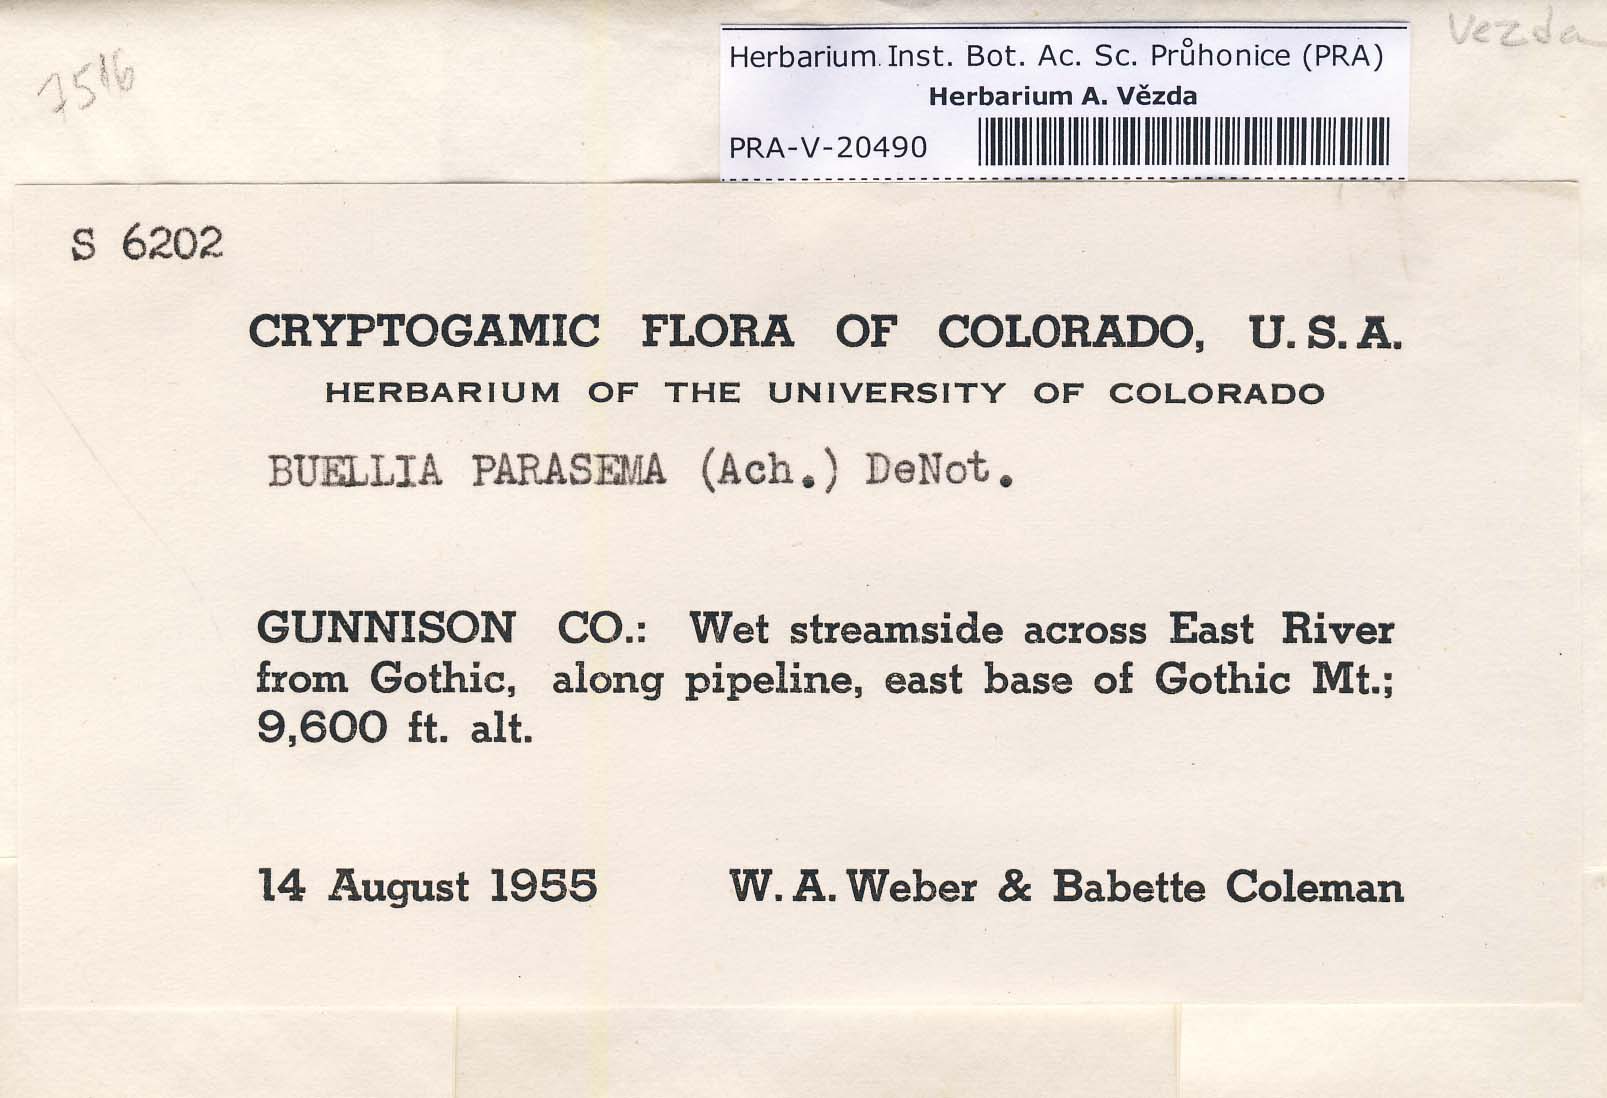 7516
Vezda
Herbarium Inst. Bot. Ac. Sc. Průhonice (PRA)
Herbarium A. Vězda
PRA-V-20490
S 6202
CRYPTOGAMIC FLORA OF COLORADO, U.S.A.
HERBARIUM OF THE UNIVERSITY OF COLORADO
BUELLIA PARASEMA (Ach.) DeNot.
GUNNISON CO.: Wet streamside across East River
from Gothic, along pipeline, east base of Gothic Mt.;
9,600 ft. alt.
14 August 1955 W. A. Weber & Babette Coleman